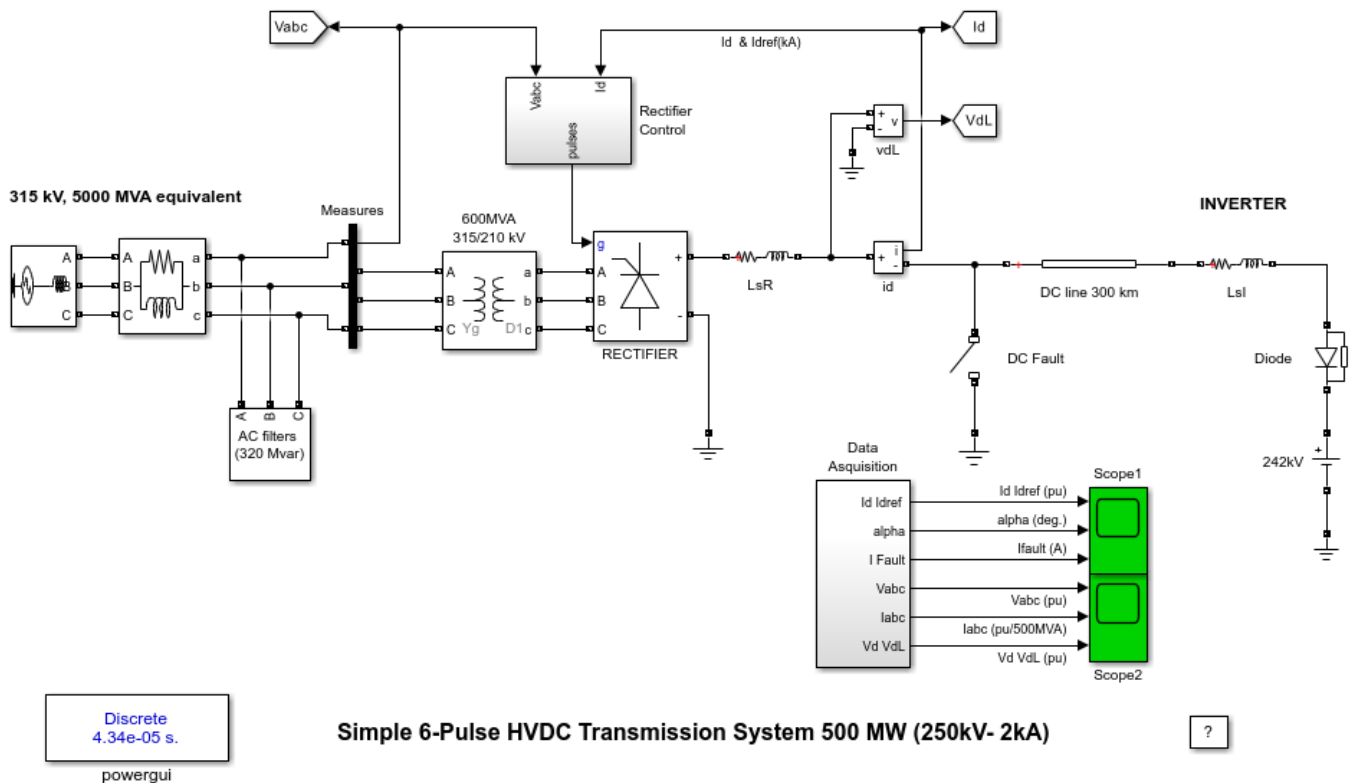 Vabc
Id & Idref(kA)
Id
Vabc
Id
pulses
Rectifier
Control
+
-
v
vdL
VdL
315 kV, 5000 MVA equivalent
Measures
600MVA
315/210 kV
INVERTER
A
B
C
A
B
C
a
b
c
A
B
C
Yg
D1
a
b
c
g
A
B
C
+
-
RECTIFIER
LsR
+
i
-
id
DC line 300 km
LsI
A
B
C
AC filters
(320 Mvar)
DC Fault
Diode
+
242kV
Data
Asquisition
Id Idref
alpha
I Fault
Vabc
Iabc
Vd VdL
Id Idref (pu)
alpha (deg.)
Ifault (A)
Vabc (pu)
Iabc (pu/500MVA)
Vd VdL (pu)
Scope1
Scope2
Discrete
4.34e-05 s.
powergui
Simple 6-Pulse HVDC Transmission System 500 MW (250kV- 2kA)
?